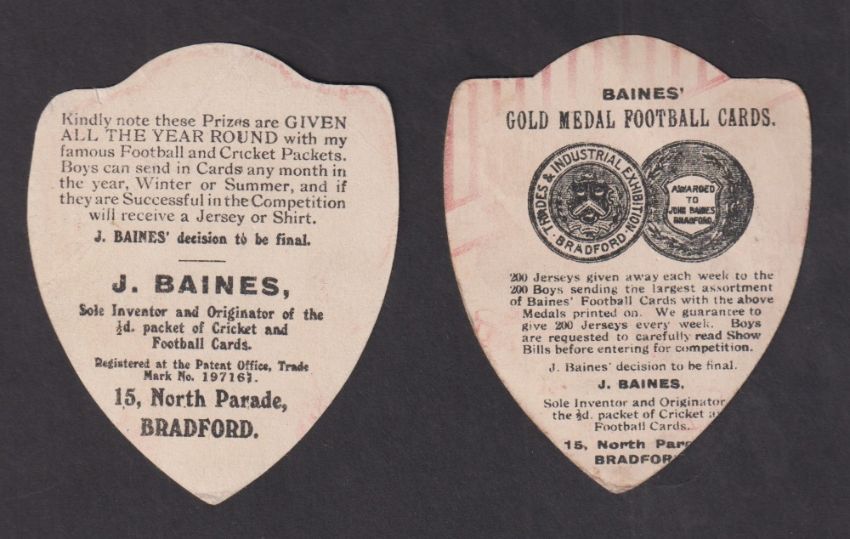 Kindly note these Prizes are GIVEN
ALL THE YEAR ROUND with my
famous Football and Cricket Packets.
Boys can send in Cards any month in
the year, Winter or Summer, and if
they are Successful in the Competition
will receive a Jersey or Shirt.
J. BAINES' decision to be final.
J. BAINES,
Sole Inventor and Originator of the
½d. packet of Cricket and
Football Cards.
Registered at the Patent Office, Trade
Mark No. 197161.
15, North Parade,
BRADFORD.
BAINES'
GOLD MEDAL FOOTBALL CARDS.
TRADES & INDUSTRIAL EXHIBITION
· BRADFORD ·
AWARDED
TO
JOHN BAINES
BRADFORD.
200 Jerseys given away each week to the
200 Boys sending the largest assortment
of Baines' Football Cards with the above
Medals printed on. We guarantee to
give 200 Jerseys every week. Boys
are requested to carefully read Show
Bills before entering for competition.
J. Baines' decision to be final.
J. BAINES,
Sole Inventor and Originator
the ½d. packet of Cricket a
Football Cards.
15, North Par
BRADFOR